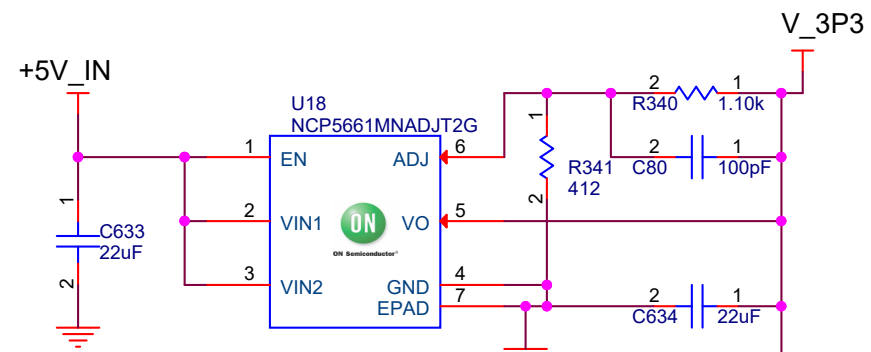 V_3P3
+5V_IN
U18
NCP5661MNADJT2G
2
1
R340
1.10k
1
EN
ADJ
6
1
R341
412
2
2
1
C80
100pF
1
C633
22uF
2
2
VIN1
ON
ON Semiconductor®
VO
5
3
VIN2
GND
4
EPAD
7
2
1
C634
22uF